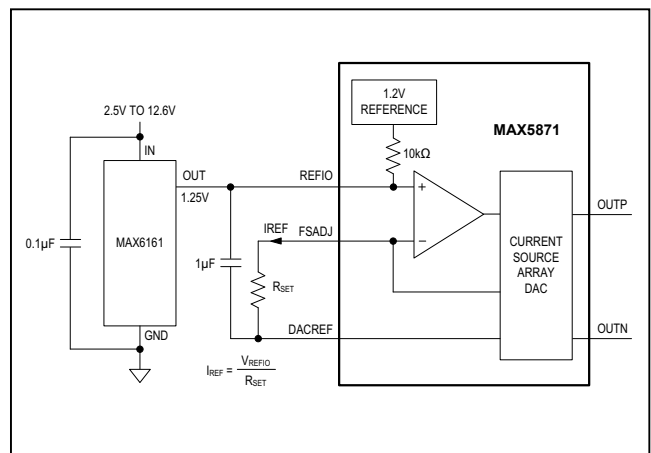 2.5V TO 12.6V
IN
OUT
1.25V
MAX6161
0.1µF
GND
1µF
REFIO
IREF
FSADJ
RSET
DACREF
IREF = VREFIO
RSET
1.2V
REFERENCE
MAX5871
10kΩ
+
−
CURRENT
SOURCE
ARRAY
DAC
OUTP
OUTN